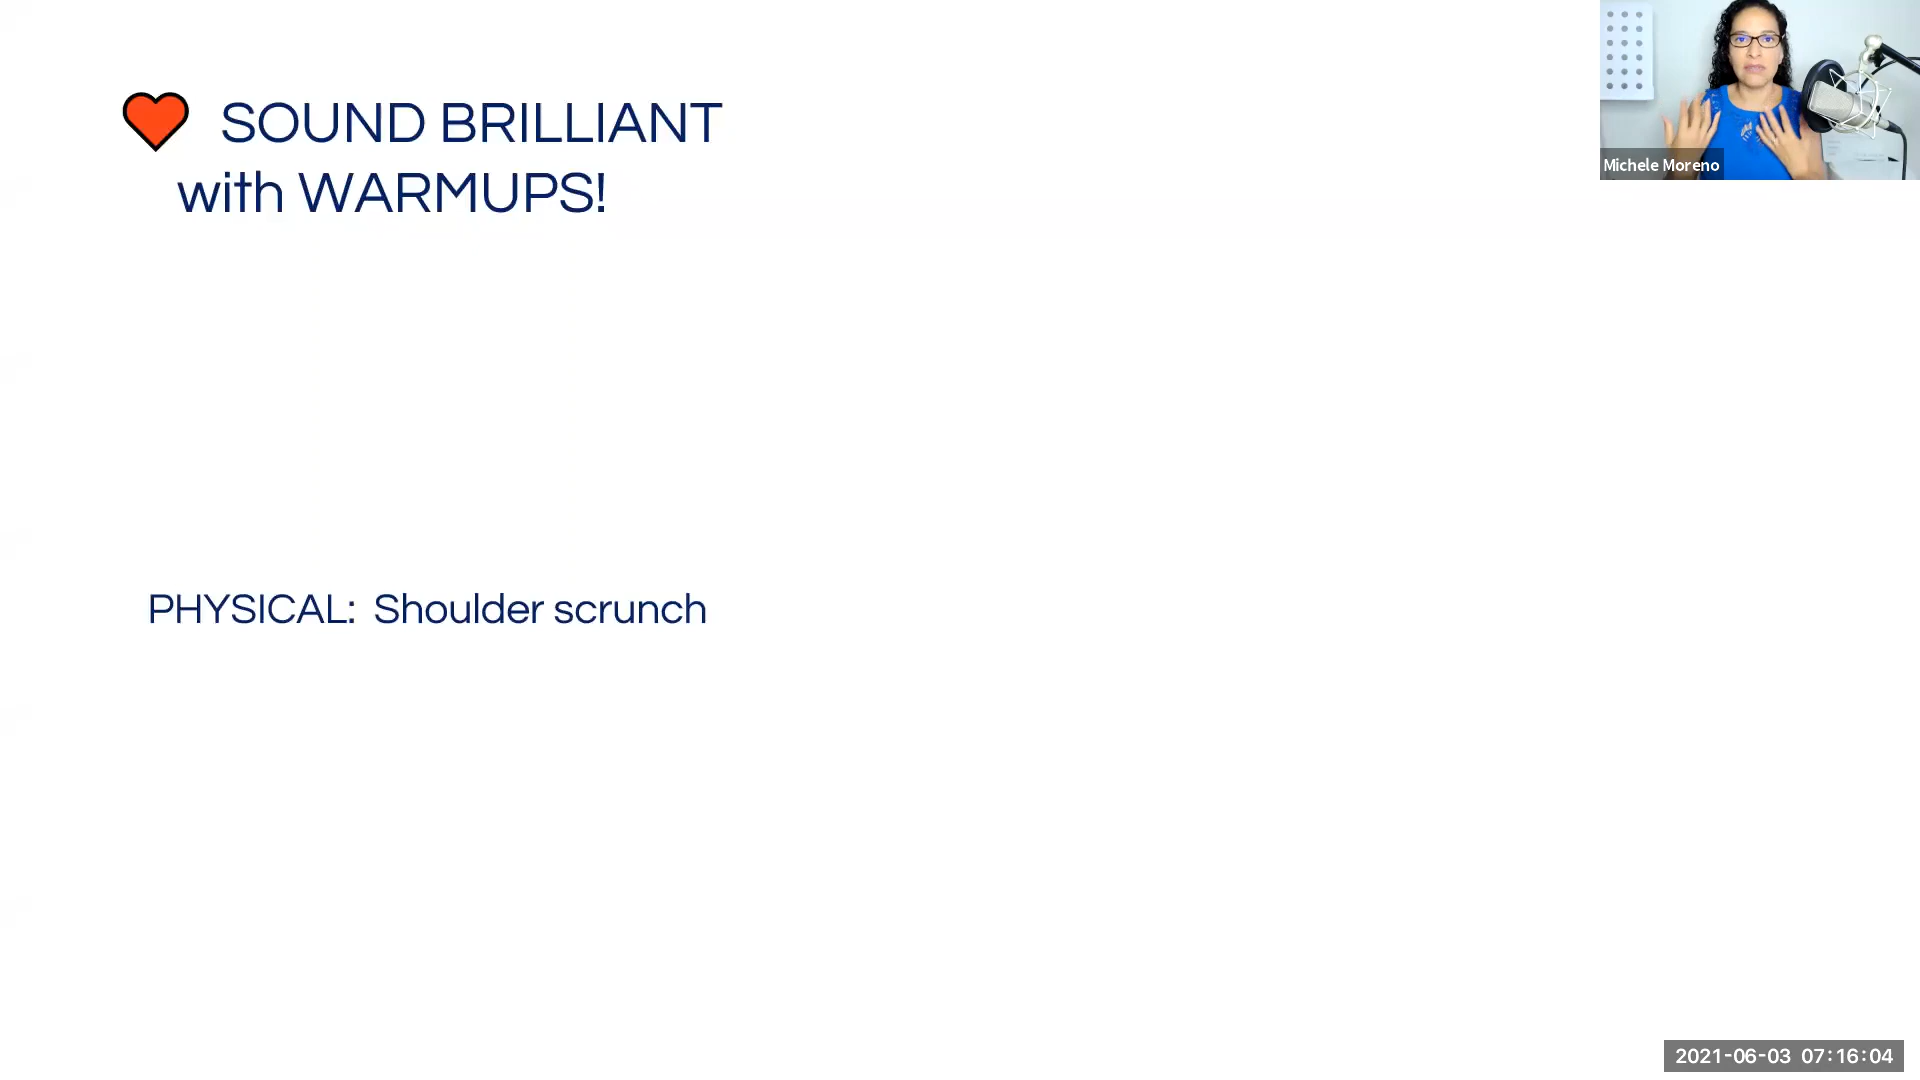 SOUND BRILLIANT
with WARMUPS!
Michele Moreno
PHYSICAL: Shoulder scrunch
2021-06-03 07:16:04